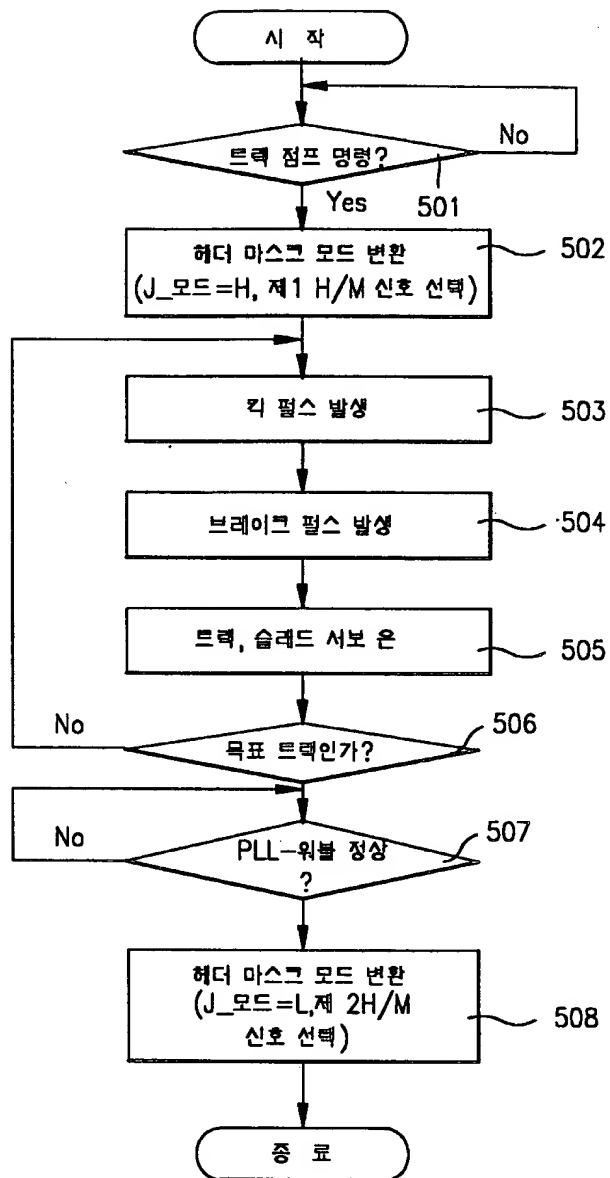 시 작
트랙 점프 명령?
No
Yes
501
헤더 마스크 모드 변환
(J_모드=H, 제1 H/M 신호 선택)
502
킥 펄스 발생
503
브레이크 펄스 발생
504
트랙, 슬래드 서보 온
505
No
목표 트랙인가?
506
No
PLL-워블 정상
?
507
헤더 마스크 모드 변환
(J_모드=L,제 2H/M
신호 선택)
508
종 료